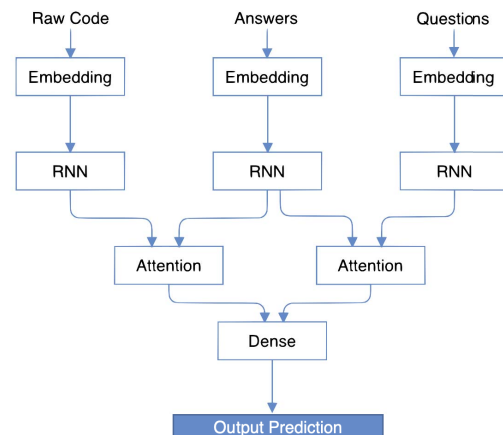 Raw Code
Answers
Questions
Embedding
Embedding
Embedding
RNN
RNN
RNN
Attention
Attention
Dense
Output Prediction